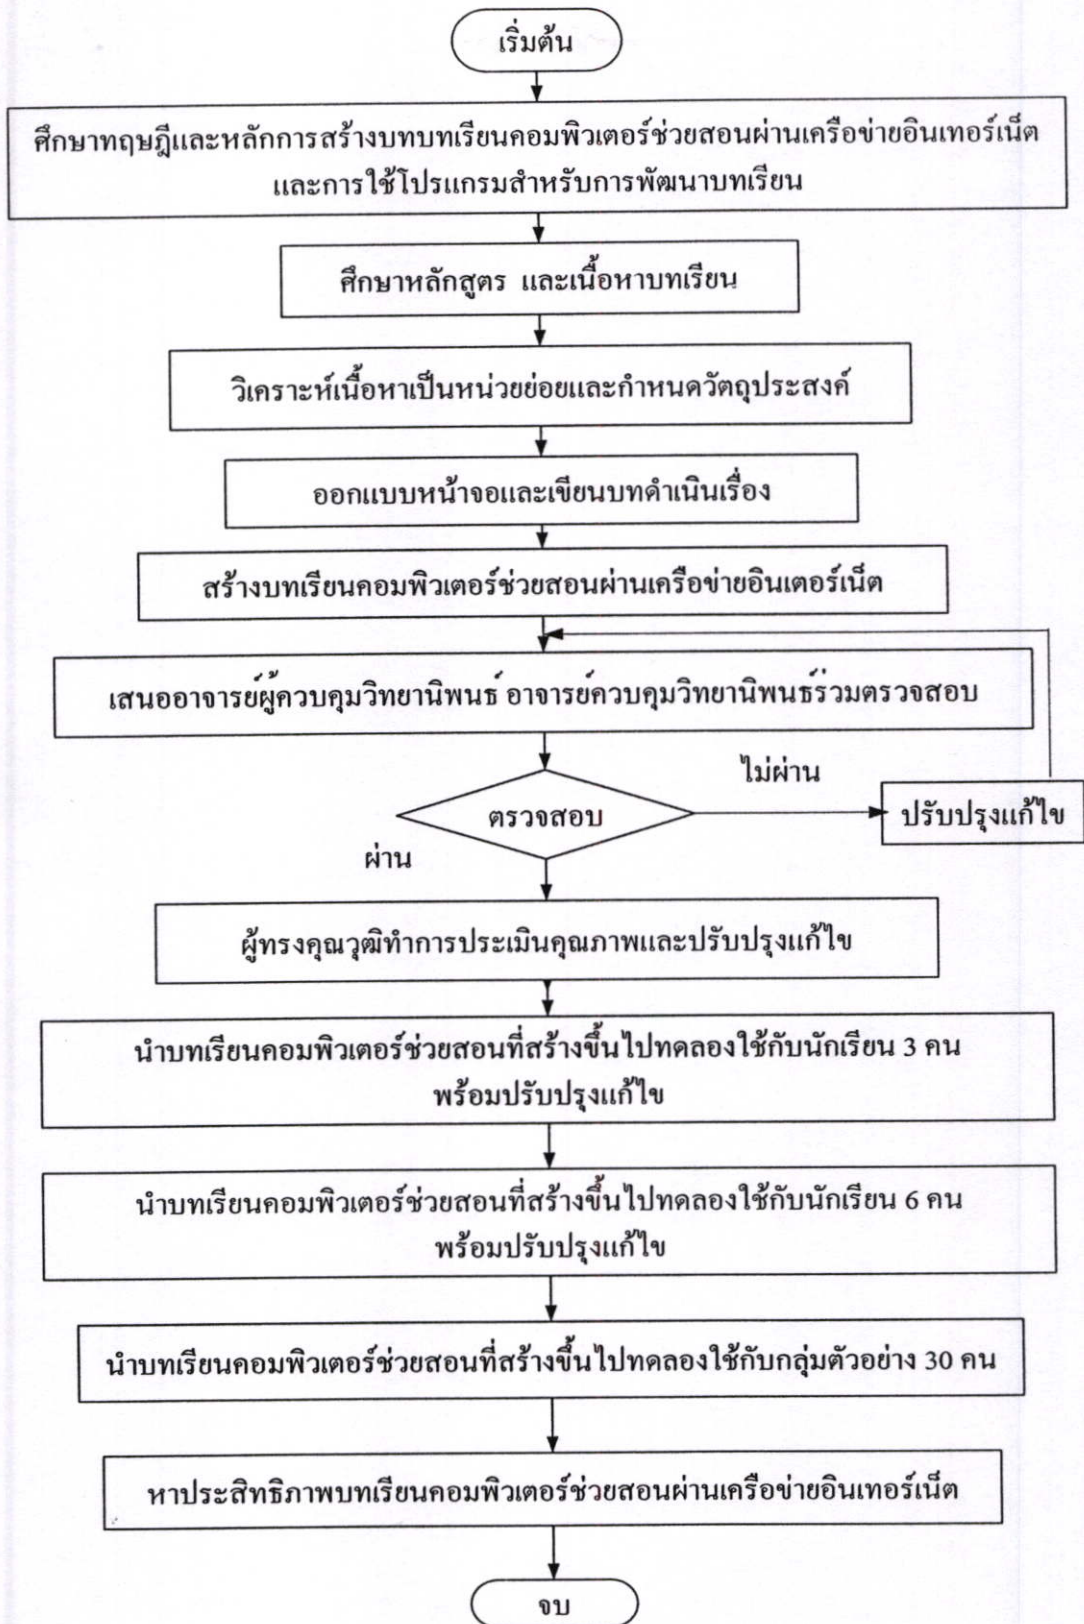 เริ่มต้น
ศึกษาทฤษฎีและหลักการสร้างบทบทเรียนคอมพิวเตอร์ช่วยสอนผ่านเครือข่ายอินเทอร์เน็ต
และการใช้โปรแกรมสำหรับการพัฒนาบทเรียน
ศึกษาหลักสูตร และเนื้อหาบทเรียน
วิเคราะห์เนื้อหาเป็นหน่วยย่อยและกำหนดวัตถุประสงค์
ออกแบบหน้าจอและเขียนบทดำเนินเรื่อง
สร้างบทเรียนคอมพิวเตอร์ช่วยสอนผ่านเครือข่ายอินเตอร์เน็ต
เสนออาจารย์ผู้ควบคุมวิทยานิพนธ์ อาจารย์ควบคุมวิทยานิพนธ์ร่วมตรวจสอบ
ไม่ผ่าน
ตรวจสอบ
ปรับปรุงแก้ไข
ผ่าน
ผู้ทรงคุณวุฒิทำการประเมินคุณภาพและปรับปรุงแก้ไข
นำบทเรียนคอมพิวเตอร์ช่วยสอนที่สร้างขึ้นไปทดลองใช้กับนักเรียน 3 คน
พร้อมปรับปรุงแก้ไข
นำบทเรียนคอมพิวเตอร์ช่วยสอนที่สร้างขึ้นไปทดลองใช้กับนักเรียน 6 คน
พร้อมปรับปรุงแก้ไข
นำบทเรียนคอมพิวเตอร์ช่วยสอนที่สร้างขึ้นไปทดลองใช้กับกลุ่มตัวอย่าง 30 คน
หาประสิทธิภาพบทเรียนคอมพิวเตอร์ช่วยสอนผ่านเครือข่ายอินเทอร์เน็ต
จบ